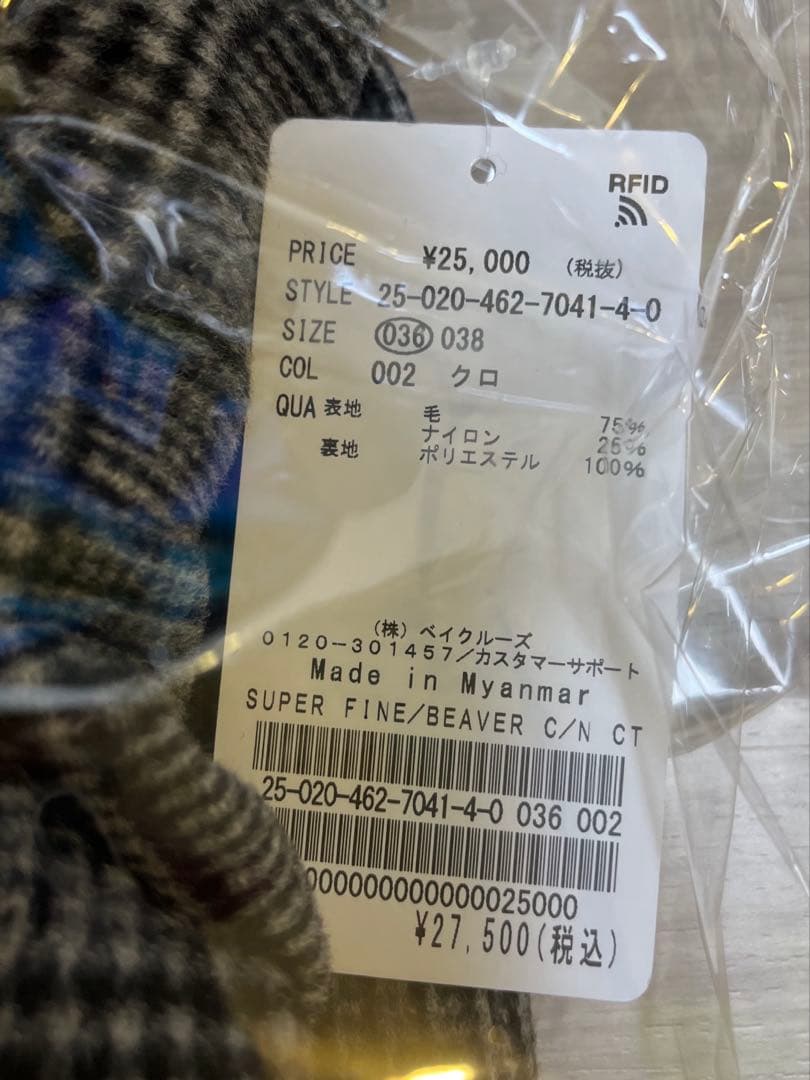 RFID
PRICE ¥25,000 (税抜)
STYLE 25-020-462-7041-4-0
SIZE 036 038
COL 002 クロ
QUA 表地 毛 75%
ナイロン 25%
裏地 ポリエステル 100%
(株) ベイクルーズ
0120-301457/カスタマーサポート
Made in Myanmar
SUPER FINE/BEAVER C/N CT
25-020-462-7041-4-0 036 002
0000000000000025000
¥27,500(税込)